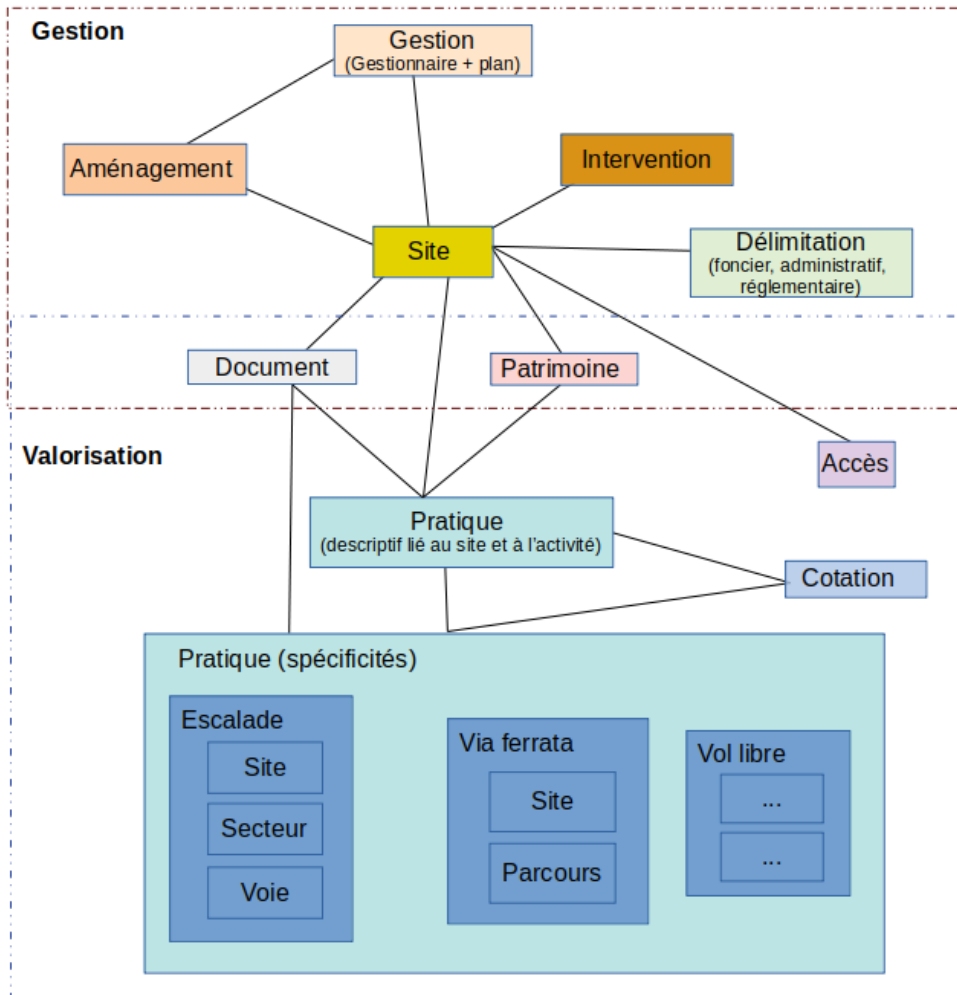 Gestion
Gestion
(Gestionnaire + plan)
Aménagement
Intervention
Site
Délimitation
(foncier, administratif,
réglementaire)
Document
Patrimoine
Valorisation
Accès
Pratique
(descriptif lié au site et à l'activité)
Cotation
Pratique (spécificités)
Escalade
Site
Secteur
Voie
Via ferrata
Site
Parcours
Vol libre
...
...